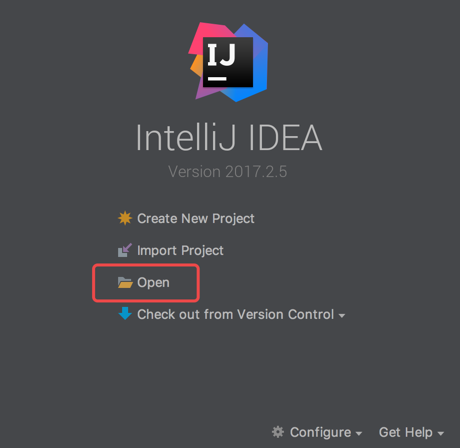 IJ
IntelliJ IDEA
Version 2017.2.5
Create New Project
Import Project
Open
Check out from Version Control
Configure
Get Help